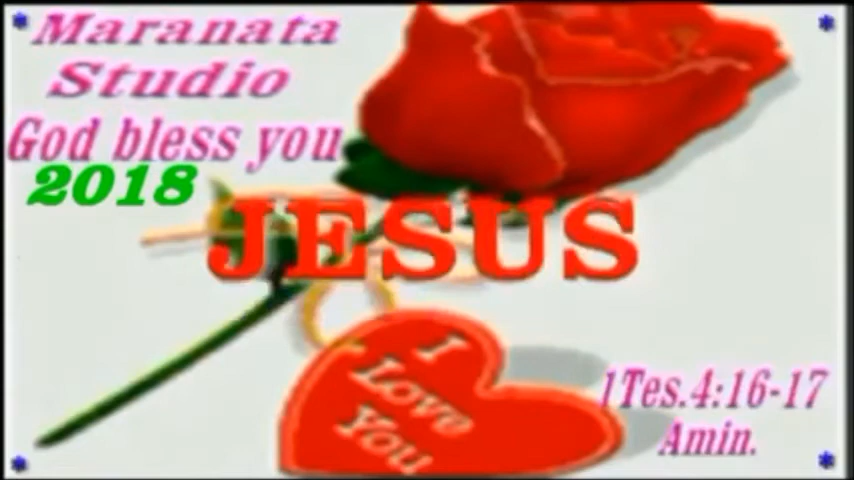 Maranata
Studio
God bless you
2018
JESUS
I
Love
You
1Tes.4:16-17
Amin.